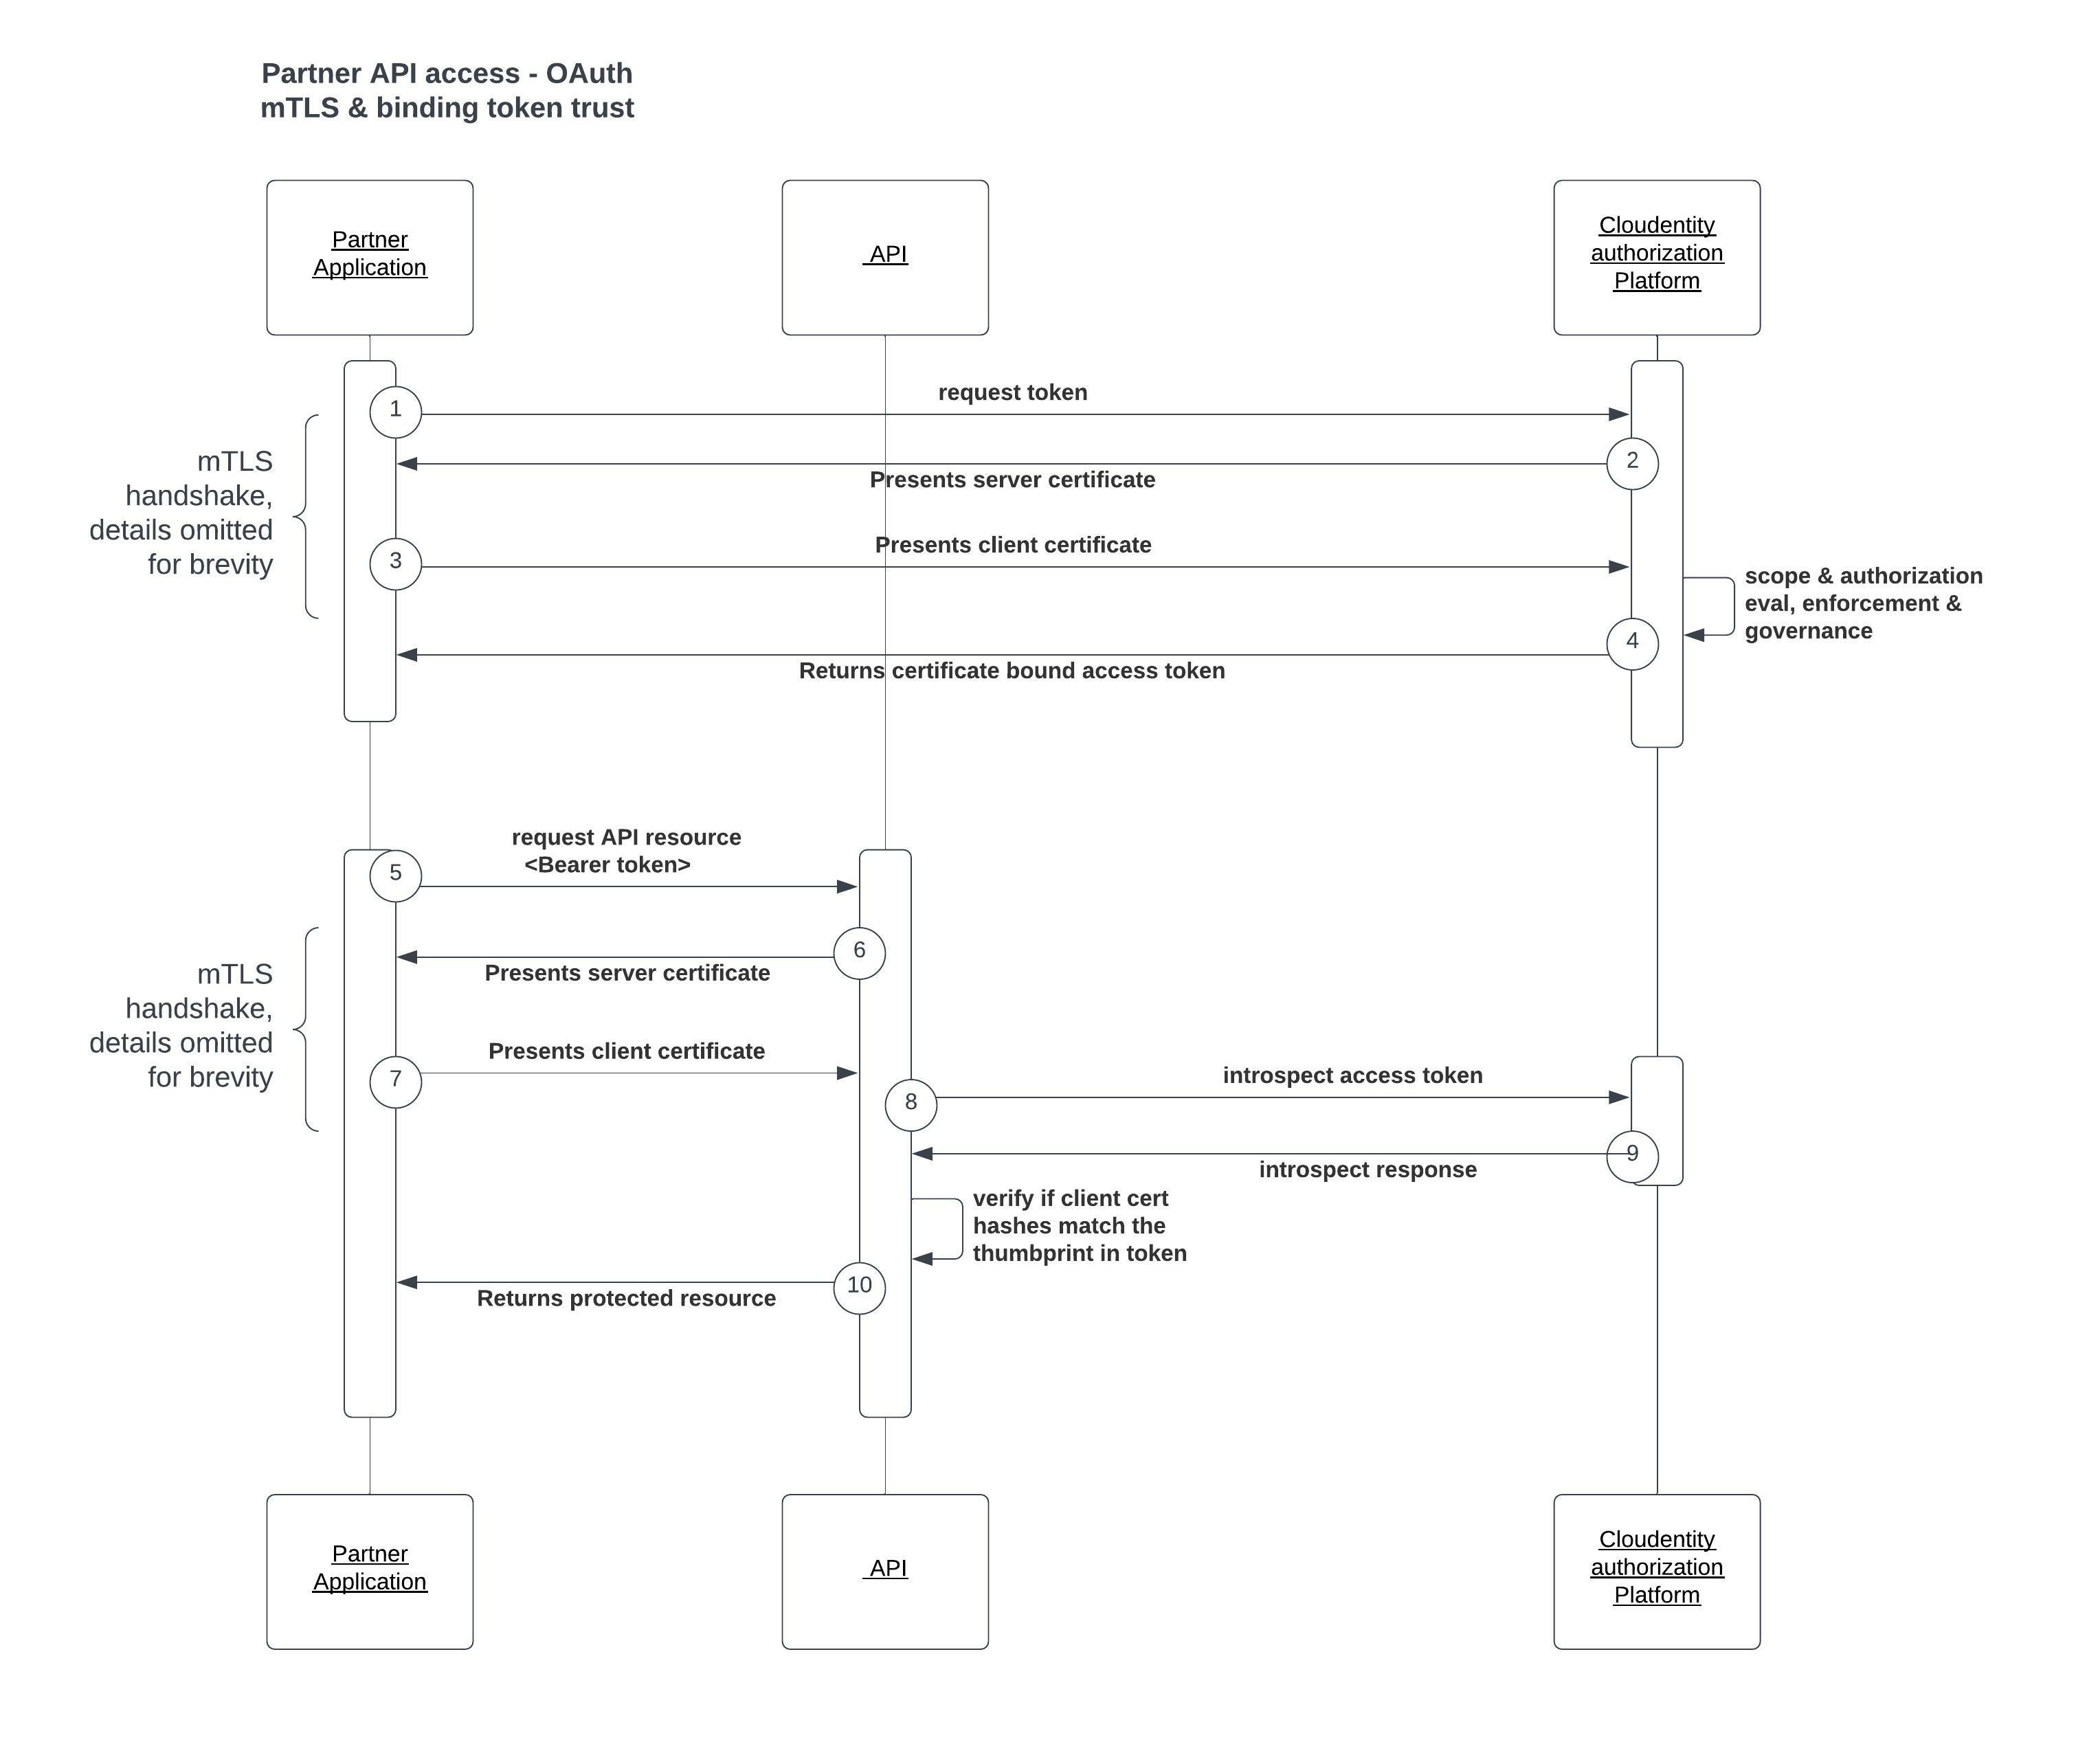 Partner API access - OAuth
mTLS & binding token trust
Partner
Application
API
Cloudentity
authorization
Platform
1
request token
2
Presents server certificate
mTLS
handshake,
details omitted
for brevity
3
Presents client certificate
scope & authorization
eval, enforcement &
governance
4
Returns certificate bound access token
5
request API resource
<Bearer token>
6
Presents server certificate
mTLS
handshake,
details omitted
for brevity
7
Presents client certificate
8
introspect access token
9
introspect response
verify if client cert
hashes match the
thumbprint in token
10
Returns protected resource
Partner
Application
API
Cloudentity
authorization
Platform